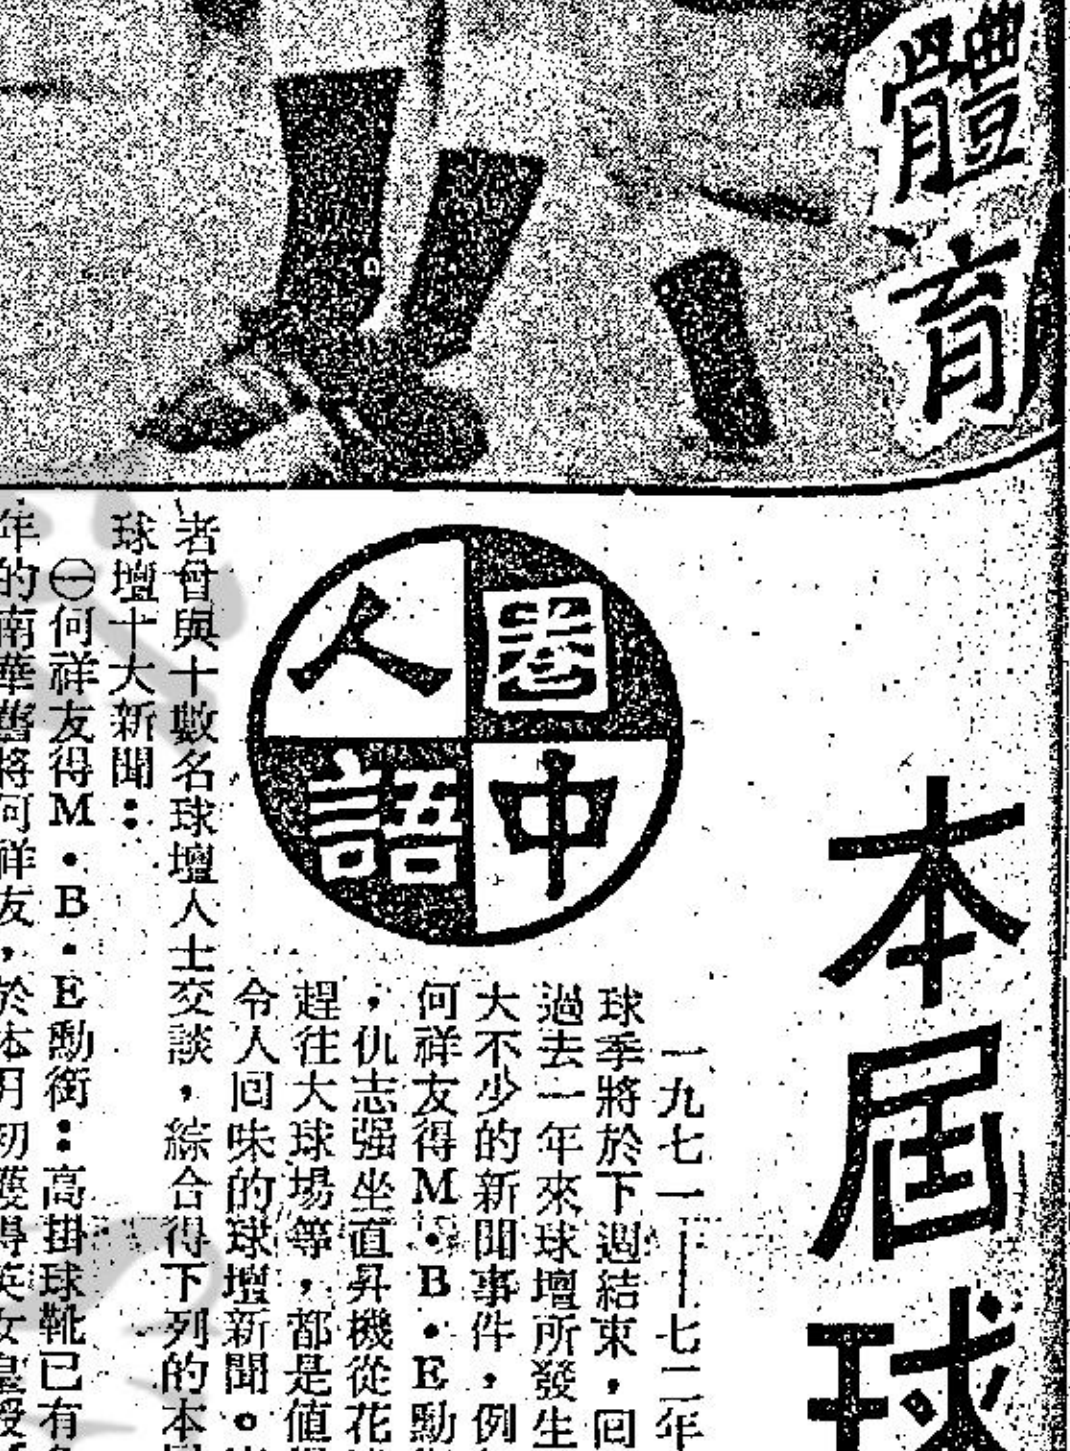 體育
本屆球
圈中人語
一九七一——七二年
球季將於下週結束，回
過去一年來球壇所發生
大不少的新聞事件，例
何祥友得M·B·E勳
，仇志强坐直昇機從花
趕往大球場等，都是值
令人回味的球壇新聞。
者曾與十數名球壇人士交談，綜合得下列的本
球壇十大新聞：
㊀何祥友得M·B·E勳銜：高掛球靴已有
年的南華舊將何祥友，於本月初獲得英女皇授